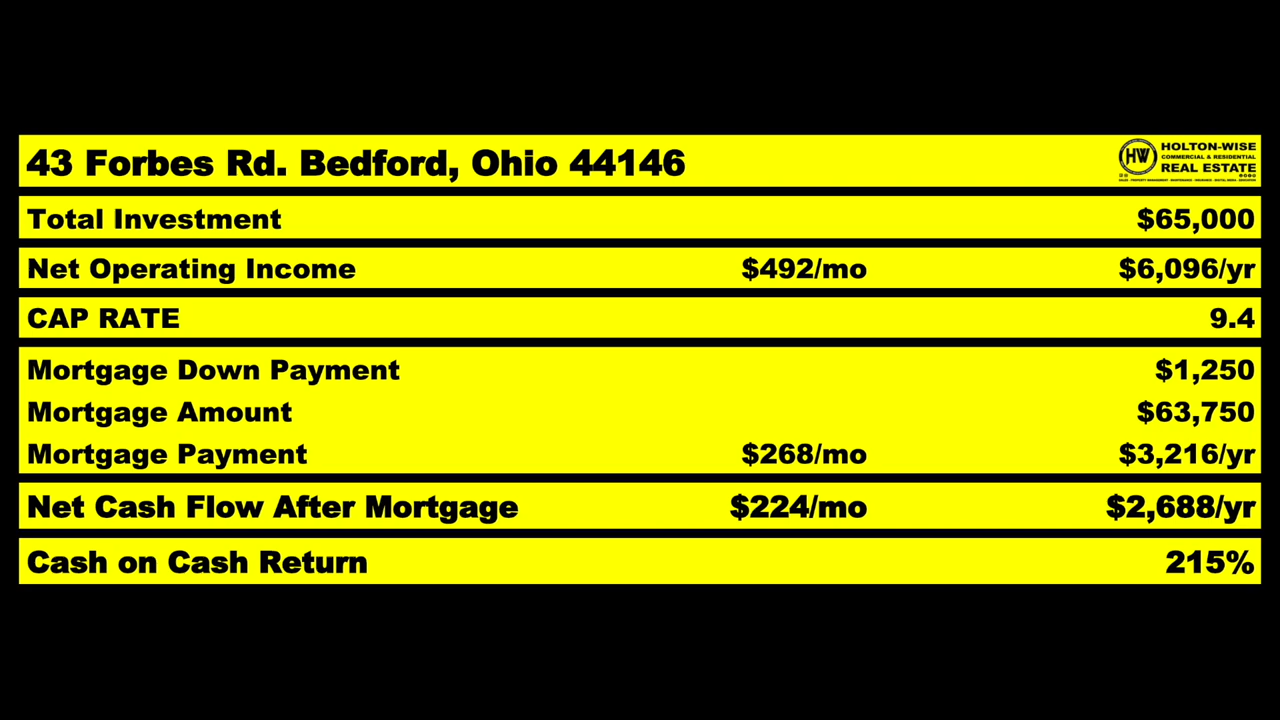 43 Forbes Rd. Bedford, Ohio 44146
HW
HOLTON-WISE
COMMERCIAL & RESIDENTIAL
REAL ESTATE
Total Investment $65,000
Net Operating Income $492/mo $6,096/yr
CAP RATE 9.4
Mortgage Down Payment $1,250
Mortgage Amount $63,750
Mortgage Payment $268/mo $3,216/yr
Net Cash Flow After Mortgage $224/mo $2,688/yr
Cash on Cash Return 215%